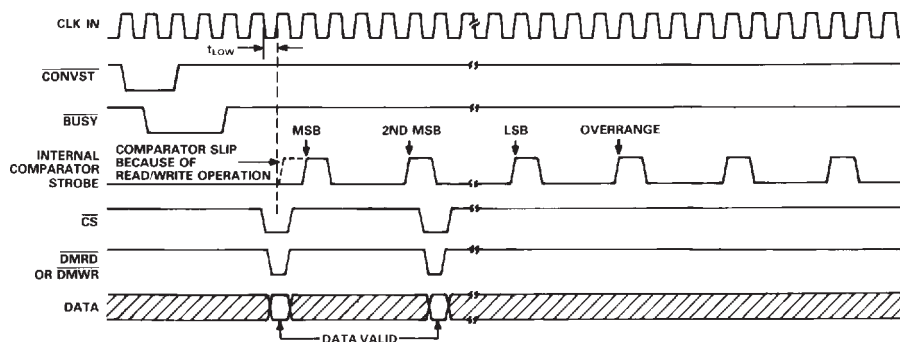 CLK IN
tLOW
CONVST
BUSY
MSB
2ND MSB
LSB
OVERRANGE
INTERNAL
COMPARATOR
STROBE
COMPARATOR SLIP
BECAUSE OF
READ/WRITE OPERATION
CS
DMRD
OR DMWR
DATA
DATA VALID